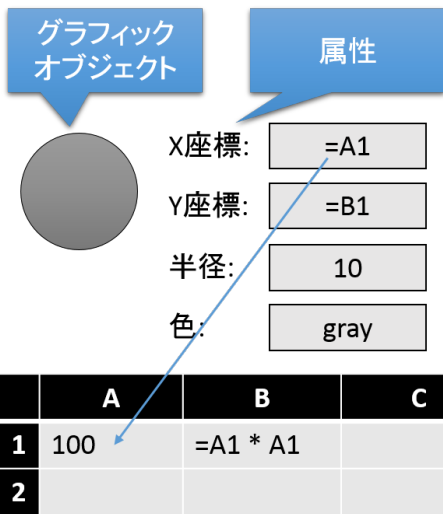 グラフィック
オブジェクト
属性
X座標: =A1
Y座標: =B1
半径: 10
色: gray
A B C
1 100 =A1 * A1
2